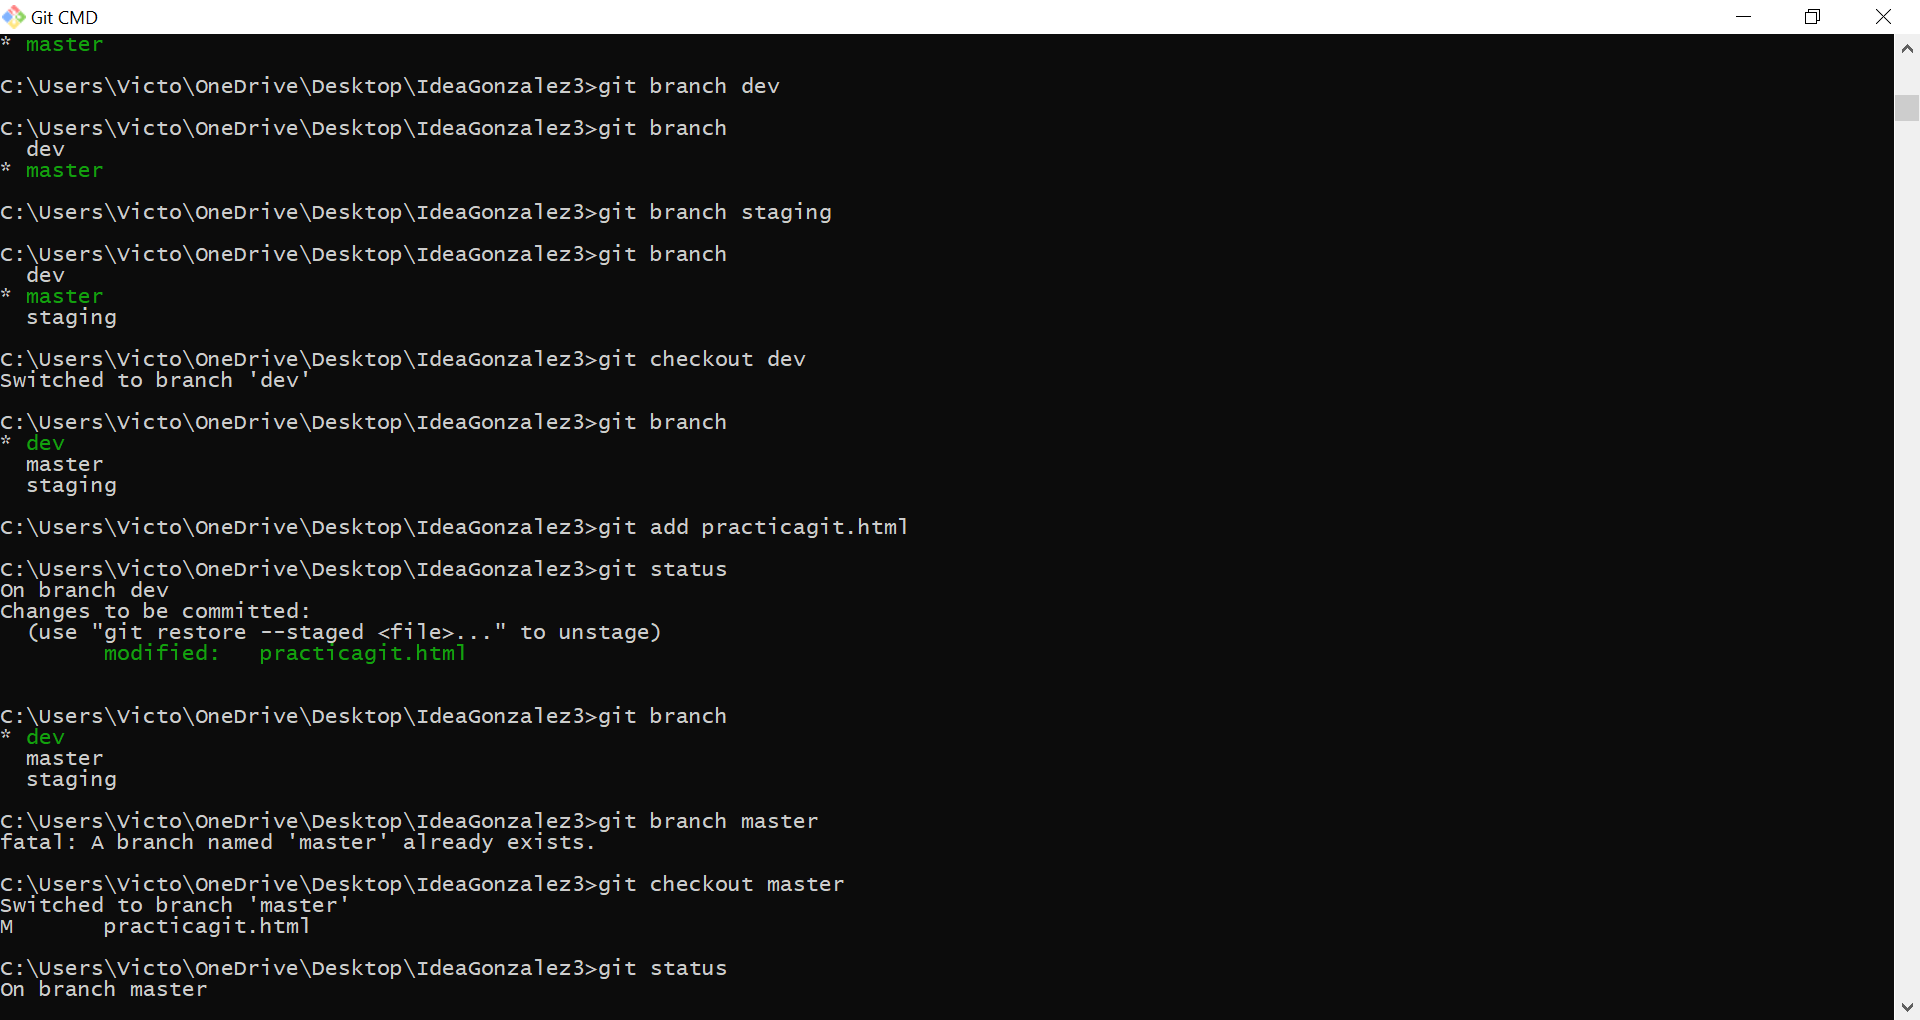 Git CMD
* master
C:\Users\Victo\OneDrive\Desktop\IdeaGonzalez3>git branch dev
C:\Users\Victo\OneDrive\Desktop\IdeaGonzalez3>git branch
  dev
* master
C:\Users\Victo\OneDrive\Desktop\IdeaGonzalez3>git branch staging
C:\Users\Victo\OneDrive\Desktop\IdeaGonzalez3>git branch
  dev
* master
  staging
C:\Users\Victo\OneDrive\Desktop\IdeaGonzalez3>git checkout dev
Switched to branch 'dev'
C:\Users\Victo\OneDrive\Desktop\IdeaGonzalez3>git branch
* dev
  master
  staging
C:\Users\Victo\OneDrive\Desktop\IdeaGonzalez3>git add practicagit.html
C:\Users\Victo\OneDrive\Desktop\IdeaGonzalez3>git status
On branch dev
Changes to be committed:
  (use "git restore --staged <file>..." to unstage)
        modified:   practicagit.html
C:\Users\Victo\OneDrive\Desktop\IdeaGonzalez3>git branch
* dev
  master
  staging
C:\Users\Victo\OneDrive\Desktop\IdeaGonzalez3>git branch master
fatal: A branch named 'master' already exists.
C:\Users\Victo\OneDrive\Desktop\IdeaGonzalez3>git checkout master
Switched to branch 'master'
M       practicagit.html
C:\Users\Victo\OneDrive\Desktop\IdeaGonzalez3>git status
On branch master